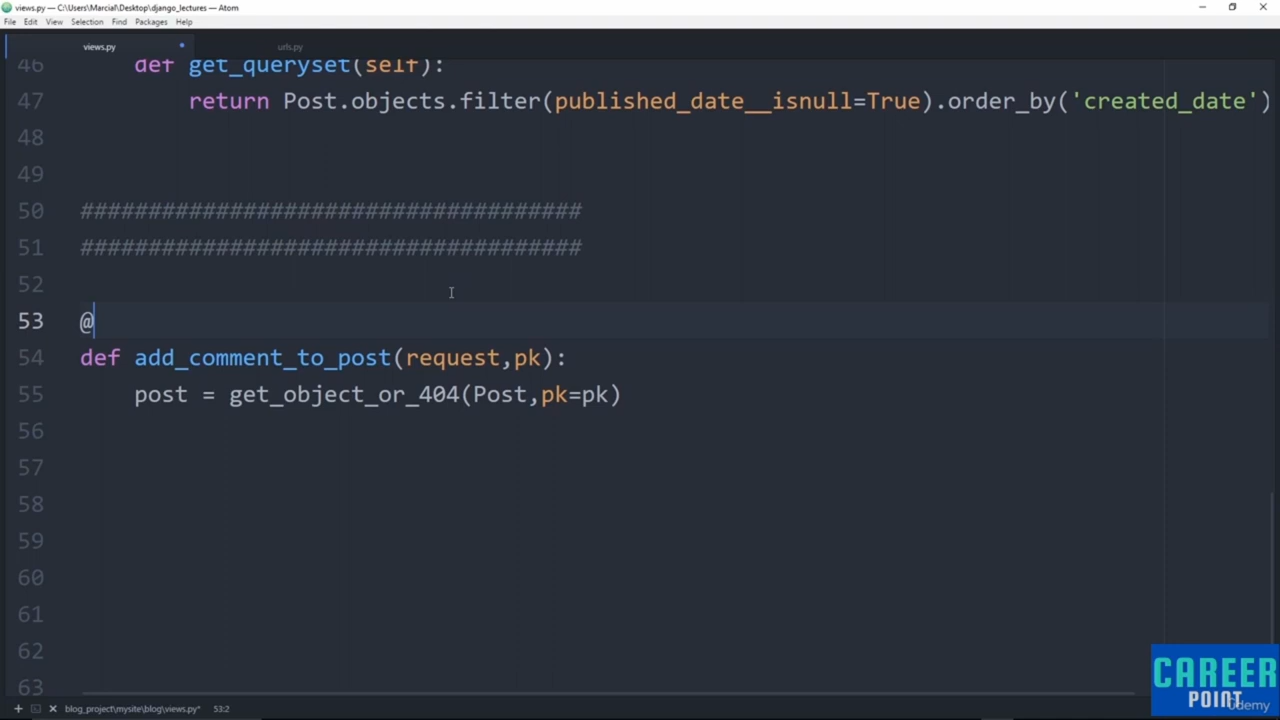 views.py — C:\Users\Marcial\Desktop\django_lectures — Atom
File Edit View Selection Find Packages Help
views.py urls.py
46 def get_queryset(self):
47 return Post.objects.filter(published_date__isnull=True).order_by('created_date')
48
49
50 #####################################
51 #####################################
52
53 @
54 def add_comment_to_post(request,pk):
55 post = get_object_or_404(Post,pk=pk)
56
57
58
59
60
61
62
63
CAREER
POINT
Udemy
blog_project\mysite\blog\views.py* 53:2